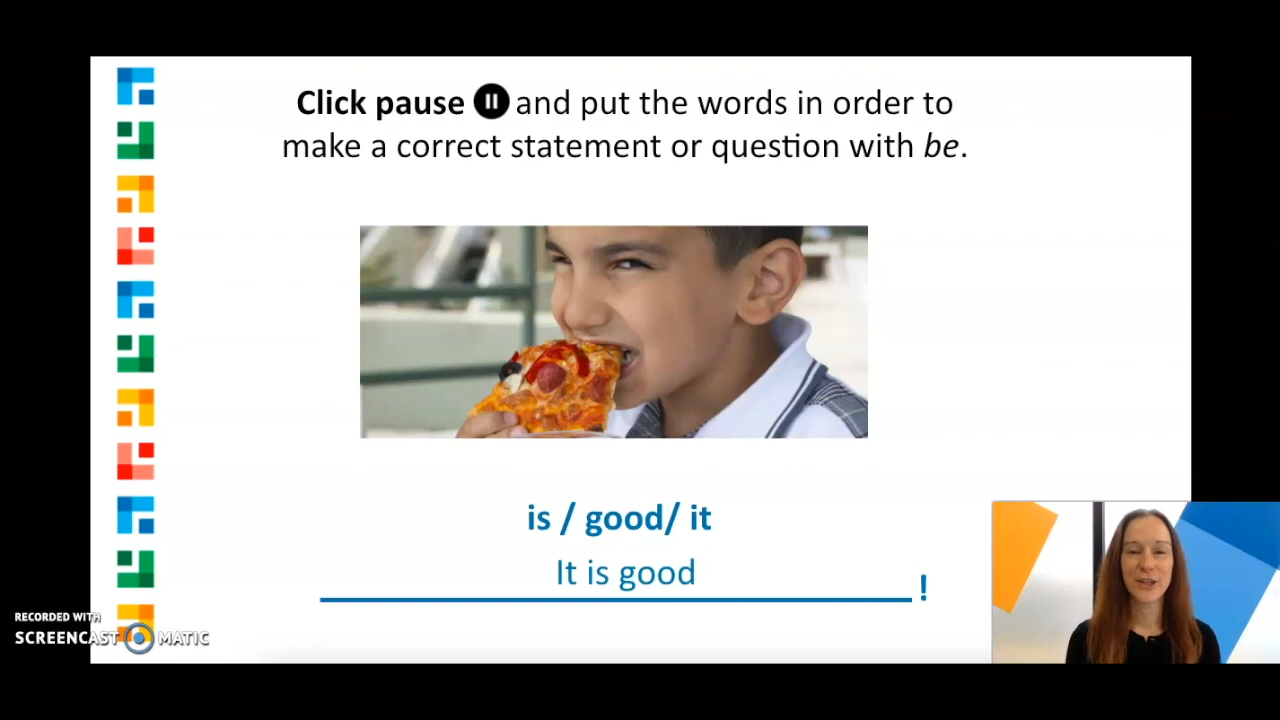 Click pause and put the words in order to
make a correct statement or question with be.
is / good/ it
It is good
!
RECORDED WITH
SCREENCAST MATIC